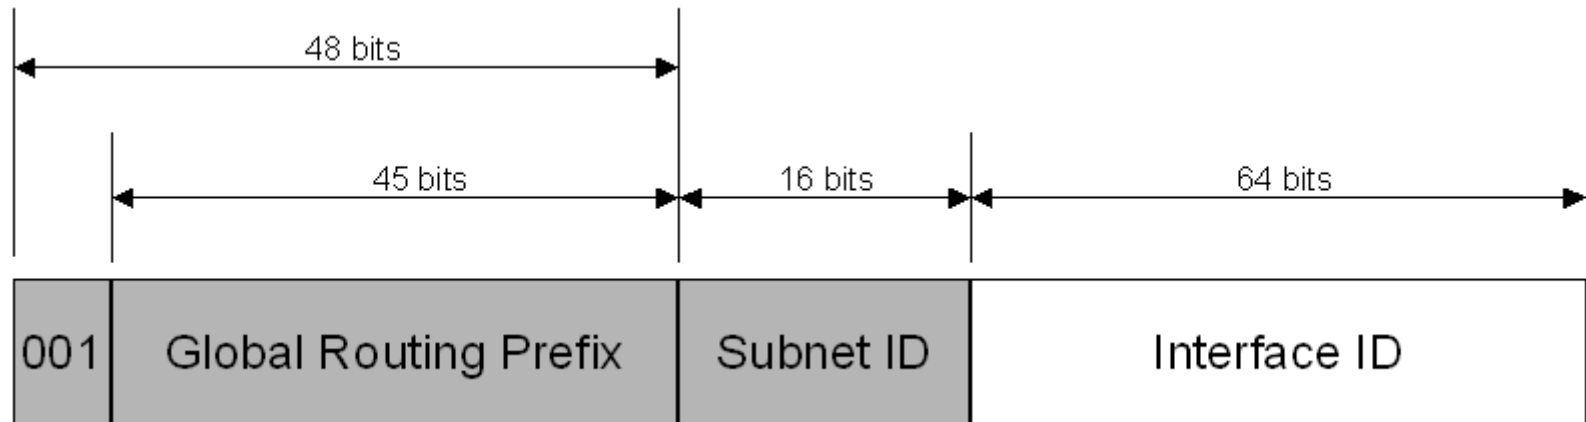 48 bits
45 bits 16 bits 64 bits
001 Global Routing Prefix Subnet ID Interface ID